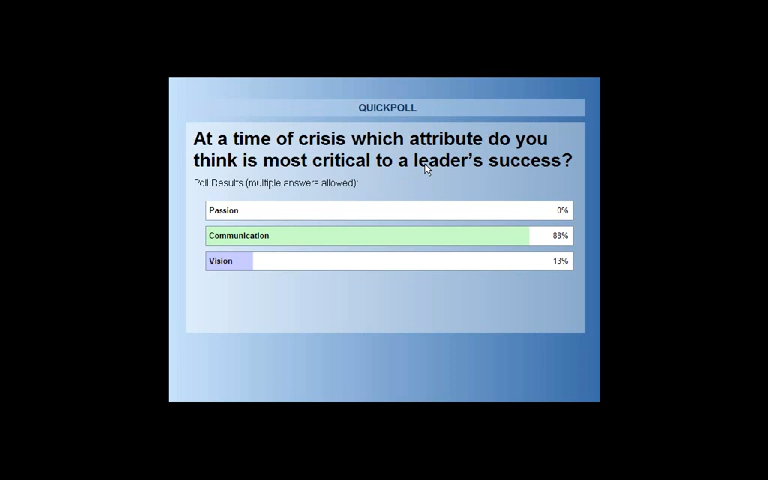 QUICKPOLL
At a time of crisis which attribute do you
think is most critical to a leader's success?
Poll Results (multiple answers allowed):
Passion 0%
Communication 88%
Vision 13%